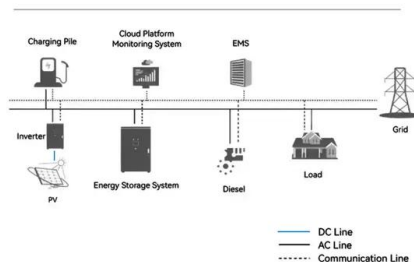 Charging Pile
Cloud Platform
Monitoring System
EMS
Grid
Inverter
PV
Energy Storage System
Diesel
Load
DC Line
AC Line
Communication Line